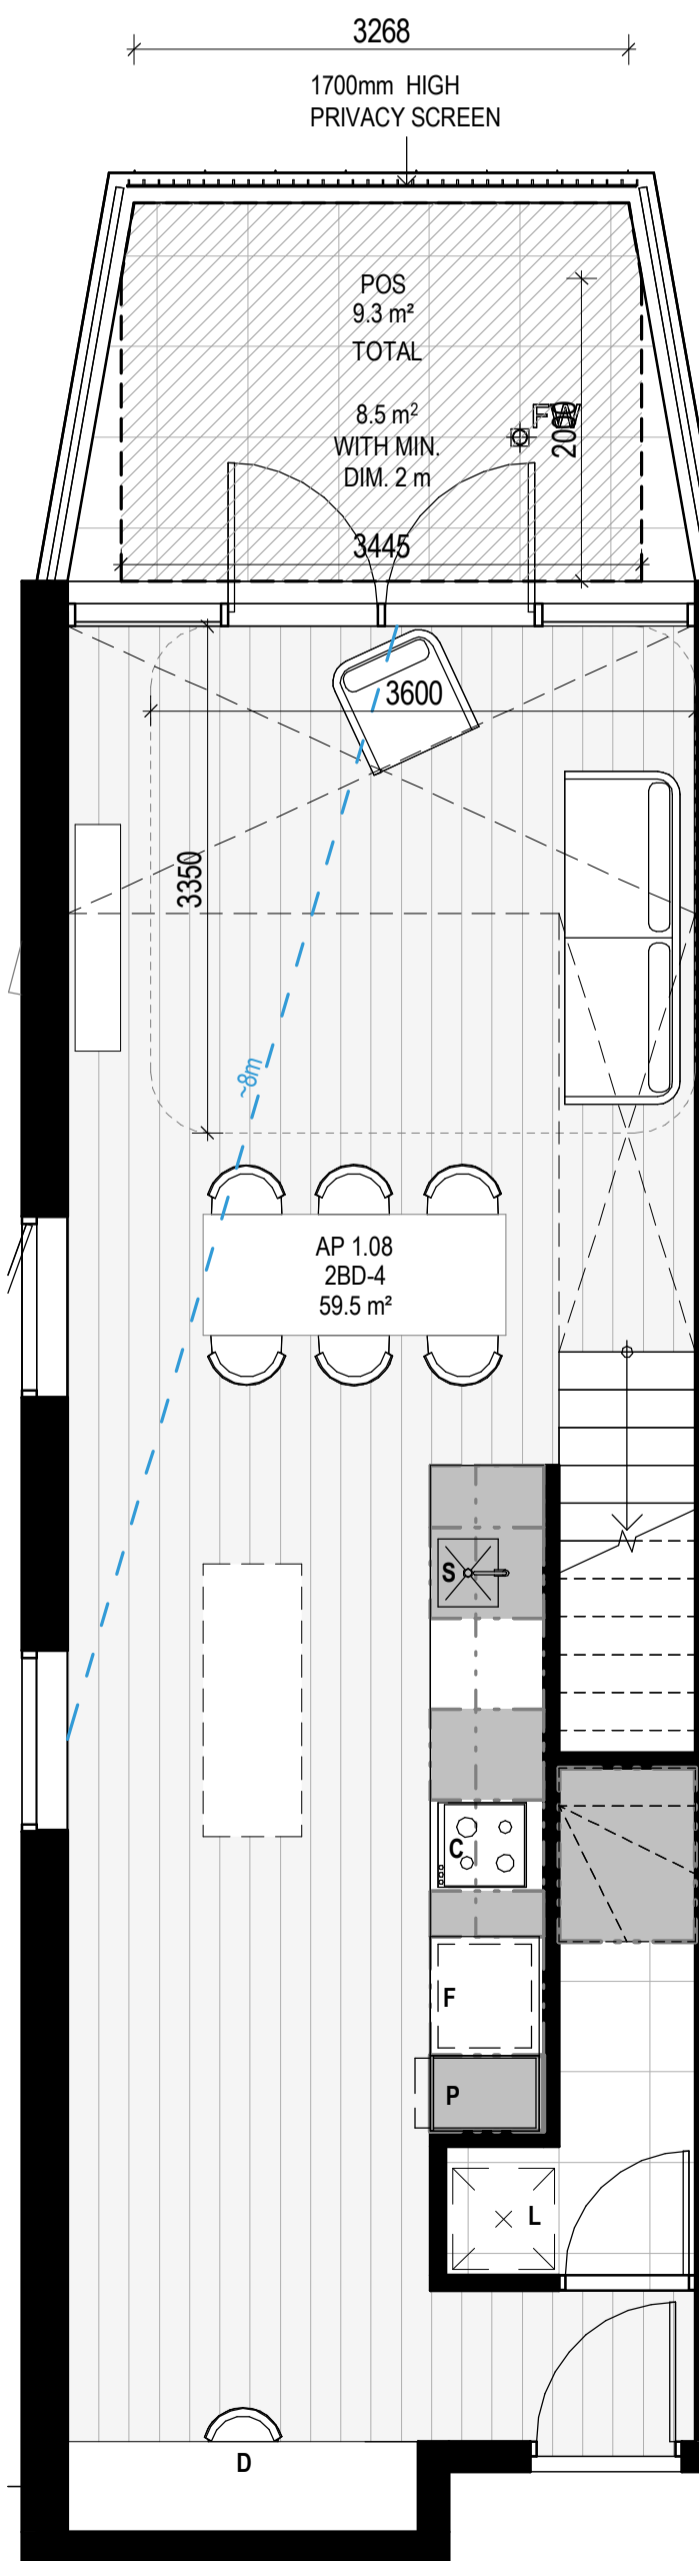 3268
1700mm HIGH
PRIVACY SCREEN
POS
9.3 m²
TOTAL
8.5 m²
WITH MIN.
DIM. 2 m
FW
3445
3600
3350
~8m
AP 1.08
2BD-4
59.5 m²
S
C
F
P
L
D